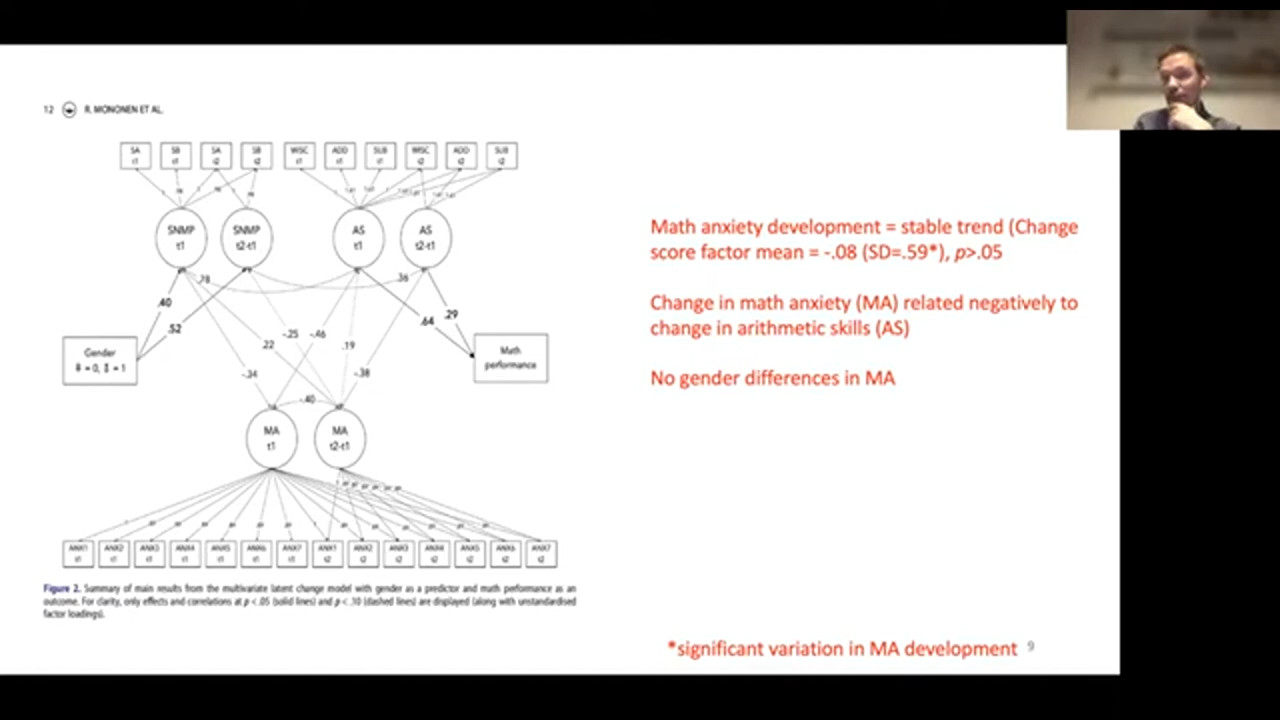 12 R. MONONEN ET AL.
SA SB SA SB WISC ADD SUB WISC ADD SUB
t1 t1 t2 t2 t1 t1 t1 t2 t2 t2
SNMP SNMP AS AS
t1 t2-t1 t1 t2-t1
.78 .36
.40 .52 .64 .29
-.25 -.46
.22 .19
Gender
Math
performance
-.34 -.38
-.40
MA MA
t1 t2-t1
ANX1 ANX2 ANX3 ANX4 ANX5 ANX6 ANX7 ANX1 ANX2 ANX3 ANX4 ANX5 ANX6 ANX7
t1 t1 t1 t1 t1 t1 t1 t2 t2 t2 t2 t2 t2 t2
Figure 2. Summary of main results from the multivariate latent change model with gender as a predictor and math performance as an
outcome. For clarity, only effects and correlations at p < .05 (solid lines) and p < .10 (dashed lines) are displayed (along with unstandardised
factor loadings).
Math anxiety development = stable trend (Change
score factor mean = -.08 (SD=.59*), p>.05
Change in math anxiety (MA) related negatively to
change in arithmetic skills (AS)
No gender differences in MA
*significant variation in MA development 9